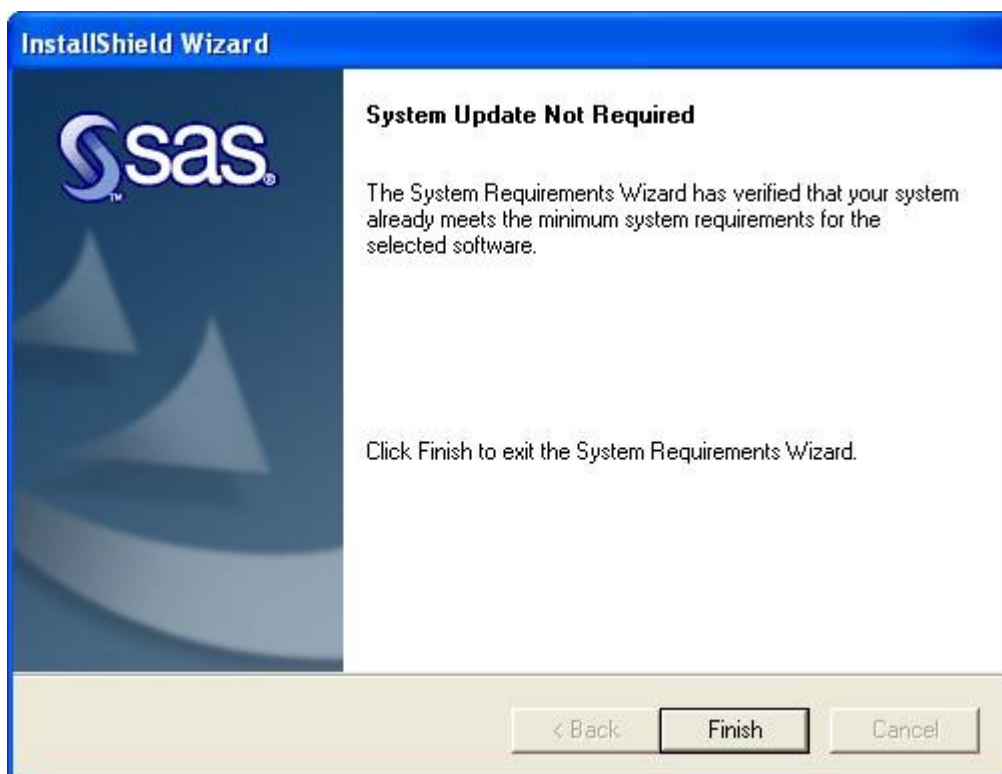 InstallShield Wizard
sas®
TM
System Update Not Required
The System Requirements Wizard has verified that your system
already meets the minimum system requirements for the
selected software.
Click Finish to exit the System Requirements Wizard.
< Back
Finish
Cancel